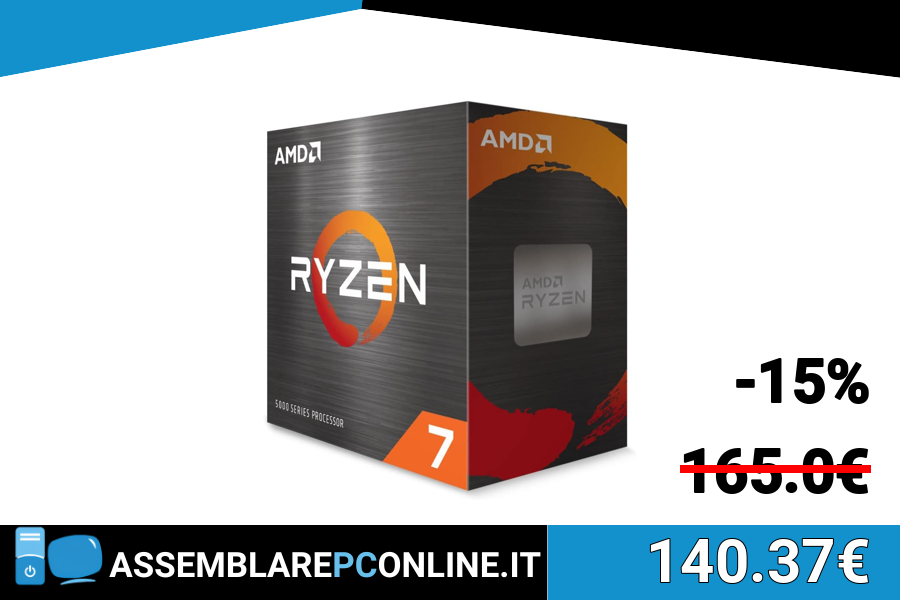 AMD
AMD
RYZEN
AMD
RYZEN
5000 SERIES PROCESSOR
7
-15%
165.0€
ASSEMBLAREPCONLINE.IT
140.37€